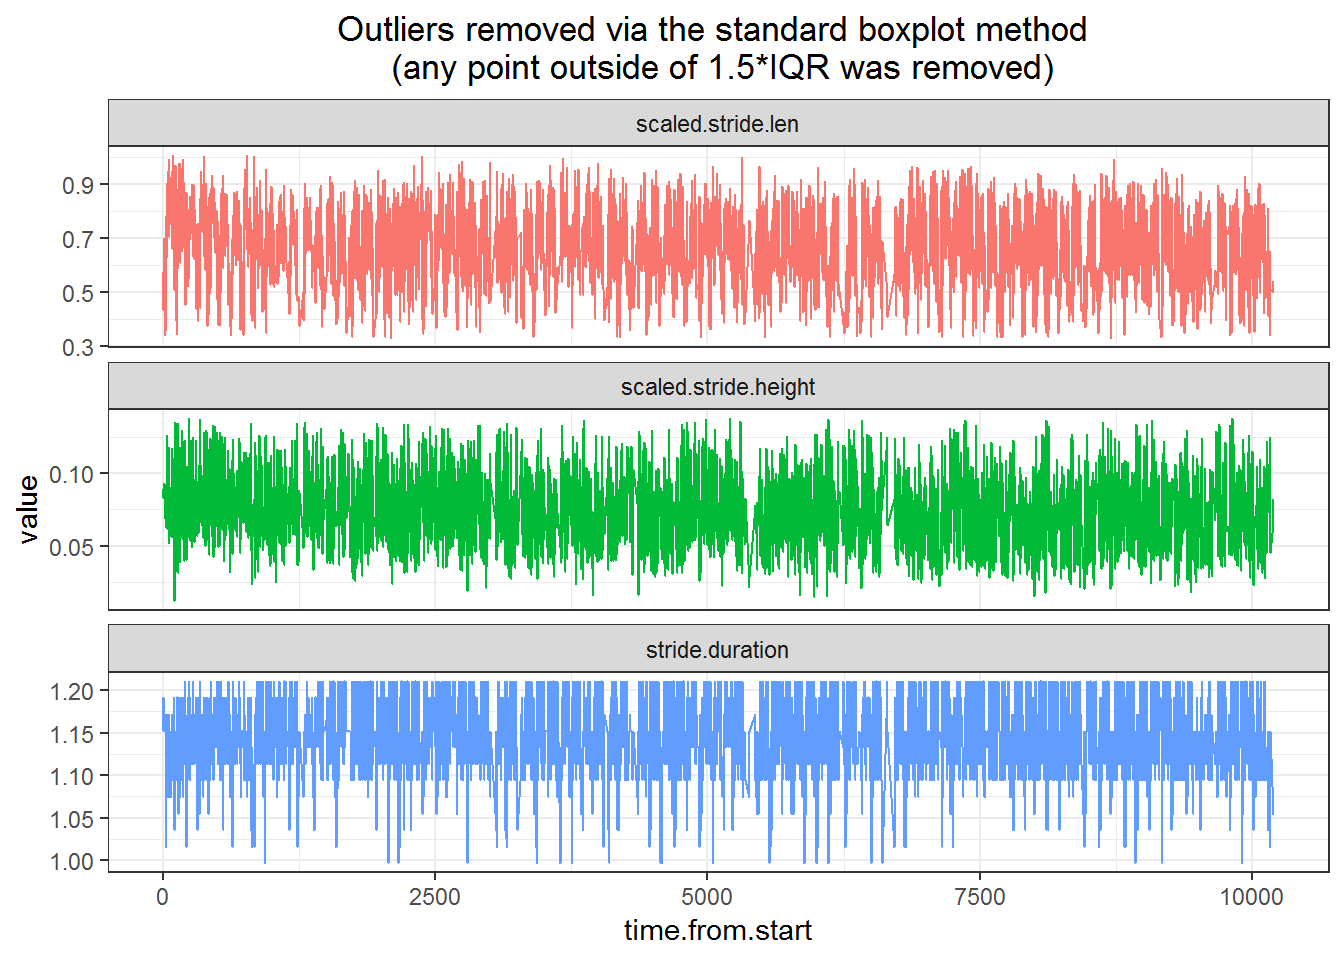 Outliers removed via the standard boxplot method
(any point outside of 1.5*IQR was removed)
scaled.stride.len
0.9
0.7
0.5
0.3
scaled.stride.height
0.10
0.05
value
stride.duration
1.20
1.15
1.10
1.05
1.00
0 2500 5000 7500 10000
time.from.start